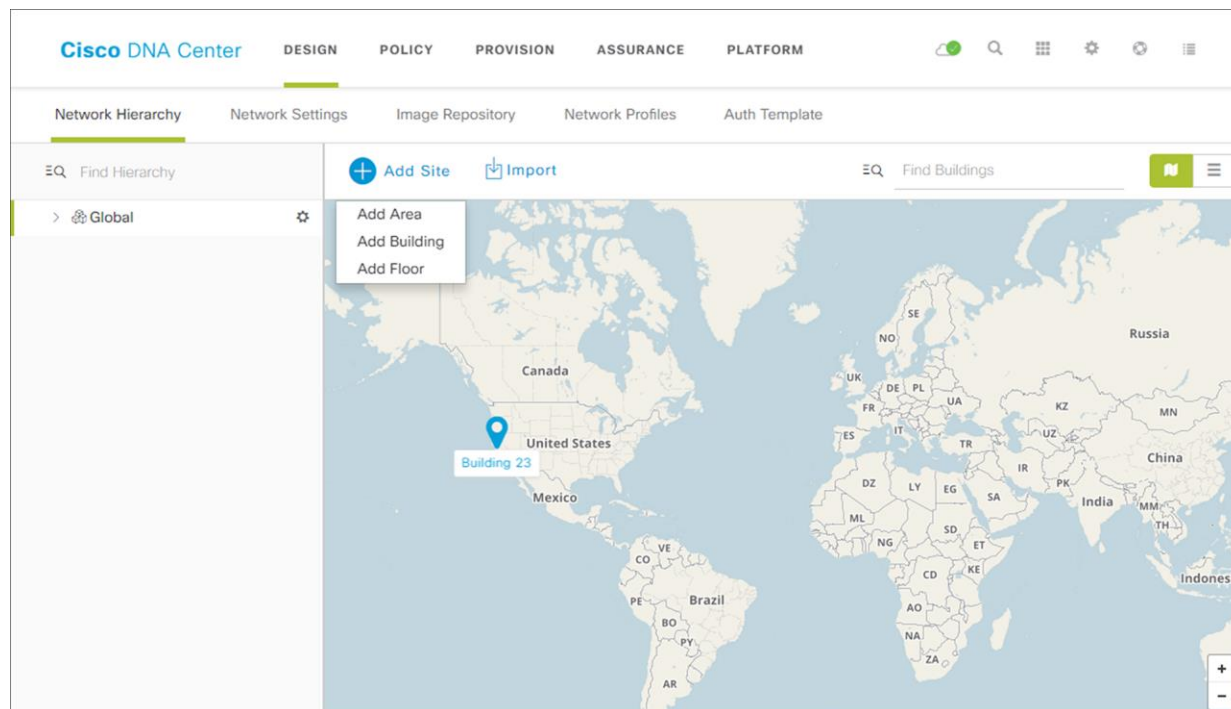 Cisco DNA Center DESIGN POLICY PROVISION ASSURANCE PLATFORM
Network Hierarchy Network Settings Image Repository Network Profiles Auth Template
Find Hierarchy
Add Site Import Find Buildings
Global
Add Area
Add Building
Add Floor
SE
NO
Russia
Canada
UK
DE PL
UA
FR
KZ
MN
IT
ES
TR
UZ
United States
China
Building 23
IR
PK
DZ
LY
EG
SA
India
MM
Mexico
TH
ML
NG
SD
ET
VE
CO
CD
KE
Indones
PE
Brazil
AO
BO
NA
PY
ZA
AR
+
-